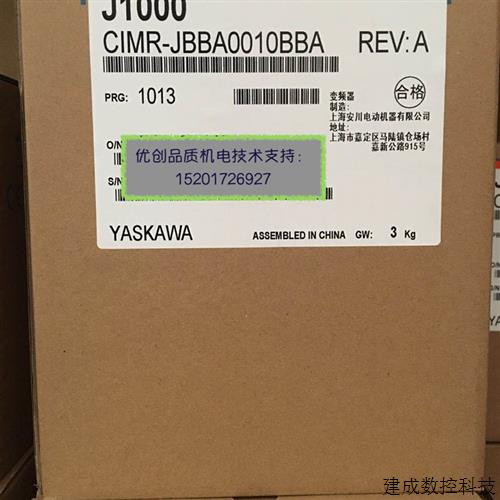 J1000
CIMR-JBBA0010BBA REV: A
PRG: 1013
合格
变频器
制造:
上海安川电动机器有限公司
地址:
上海市嘉定区马陆镇仓场村
嘉新公路915号
O/N
优创品质机电技术支持:
15201726927
S/N
YASKAWA
ASSEMBLED IN CHINA GW: 3 Kg
建成数控科技